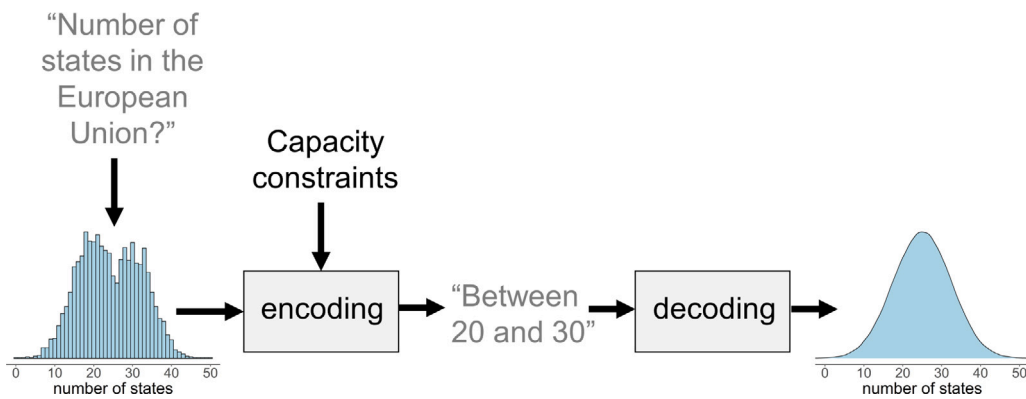 “Number of
states in the
European
Union?”
Capacity
constraints
encoding
“Between
20 and 30”
decoding
0 10 20 30 40 50
number of states
0 10 20 30 40 50
number of states